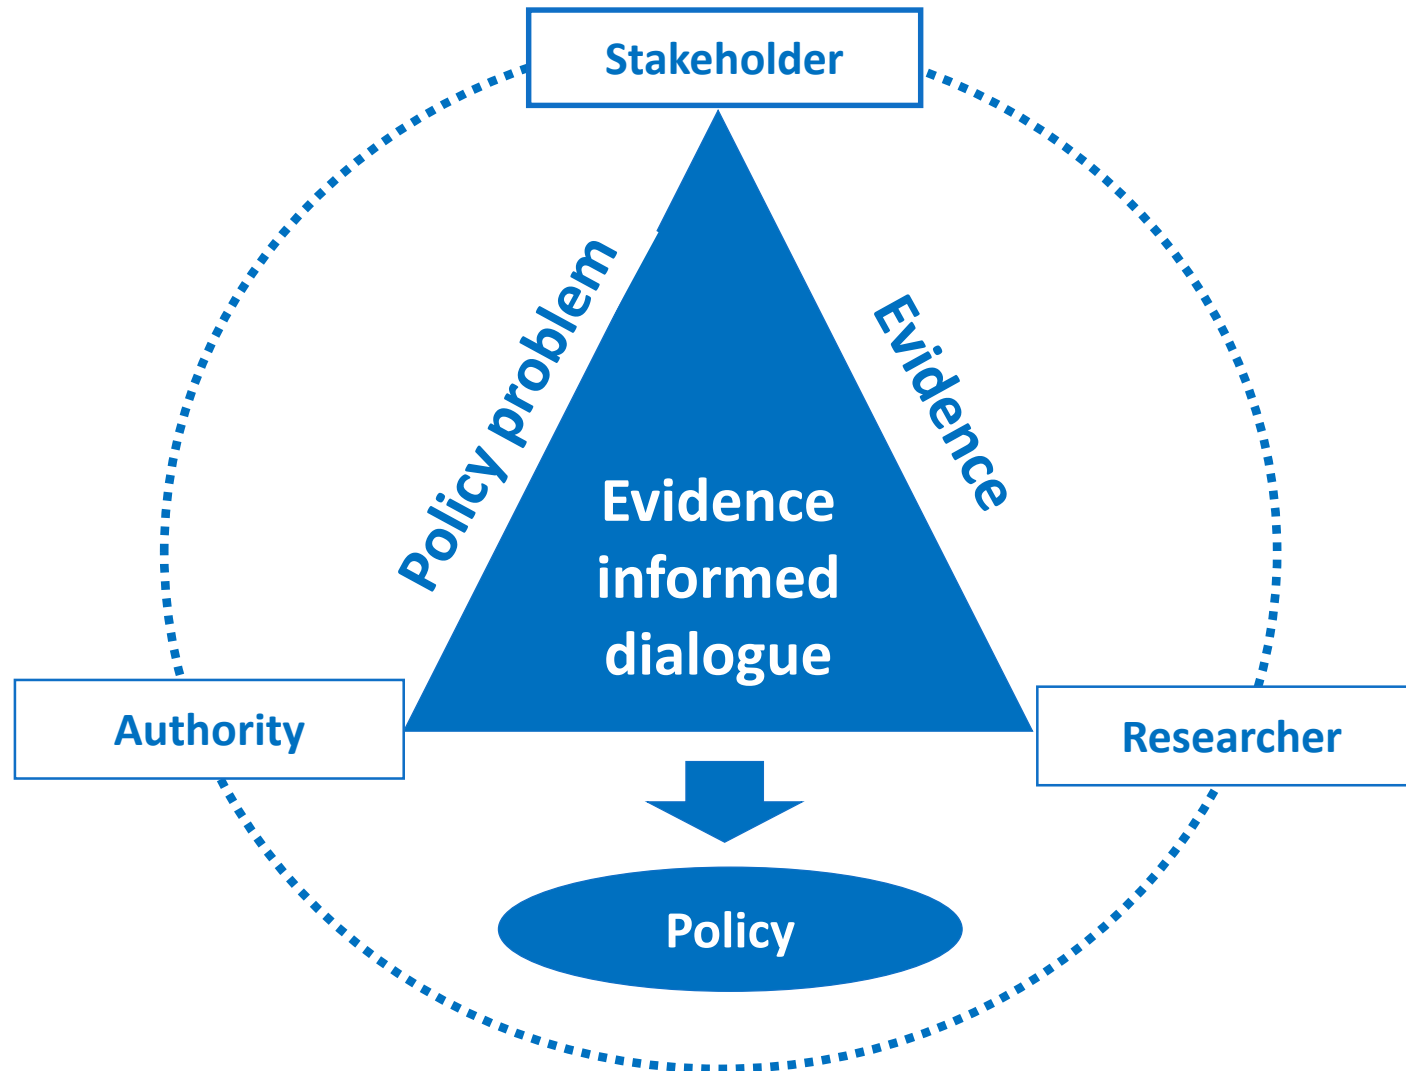 Stakeholder
Policy problem
Evidence
Evidence
informed
dialogue
Authority
Researcher
Policy